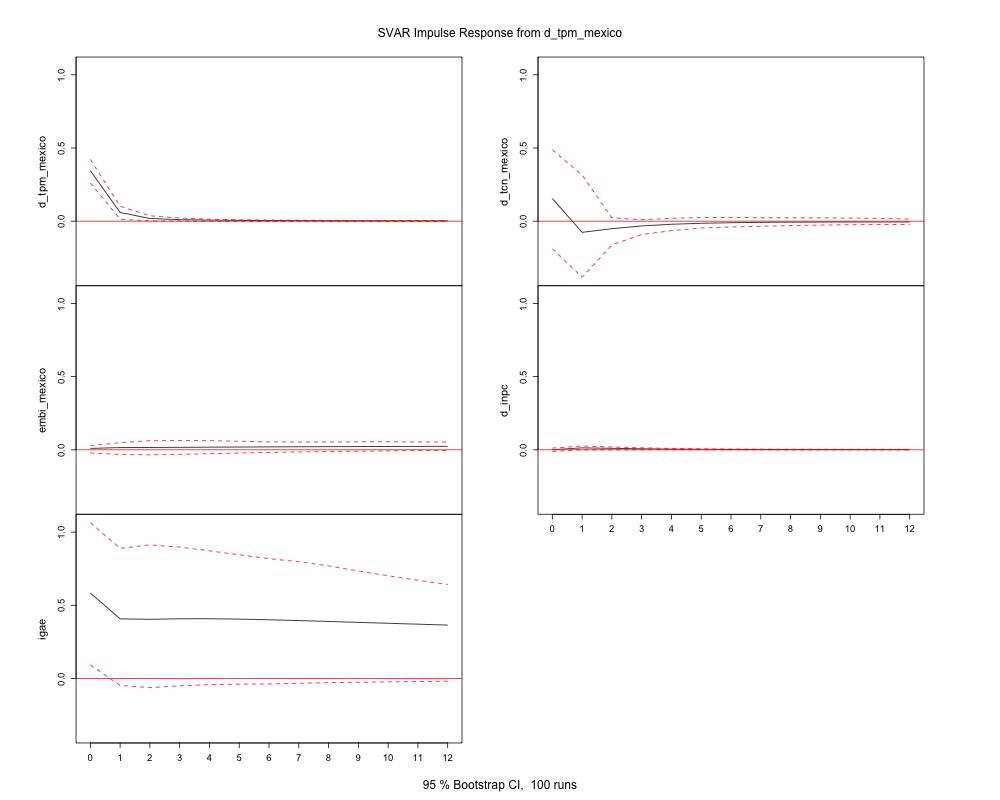 SVAR Impulse Response from d_tpm_mexico
d_tpm_mexico
0.0 0.5 1.0
d_tcn_mexico
0.0 0.5 1.0
embi_mexico
0.0 0.5 1.0
d_inpc
0.0 0.5 1.0
0 1 2 3 4 5 6 7 8 9 10 11 12
igae
0.0 0.5 1.0
0 1 2 3 4 5 6 7 8 9 10 11 12
95 % Bootstrap CI, 100 runs